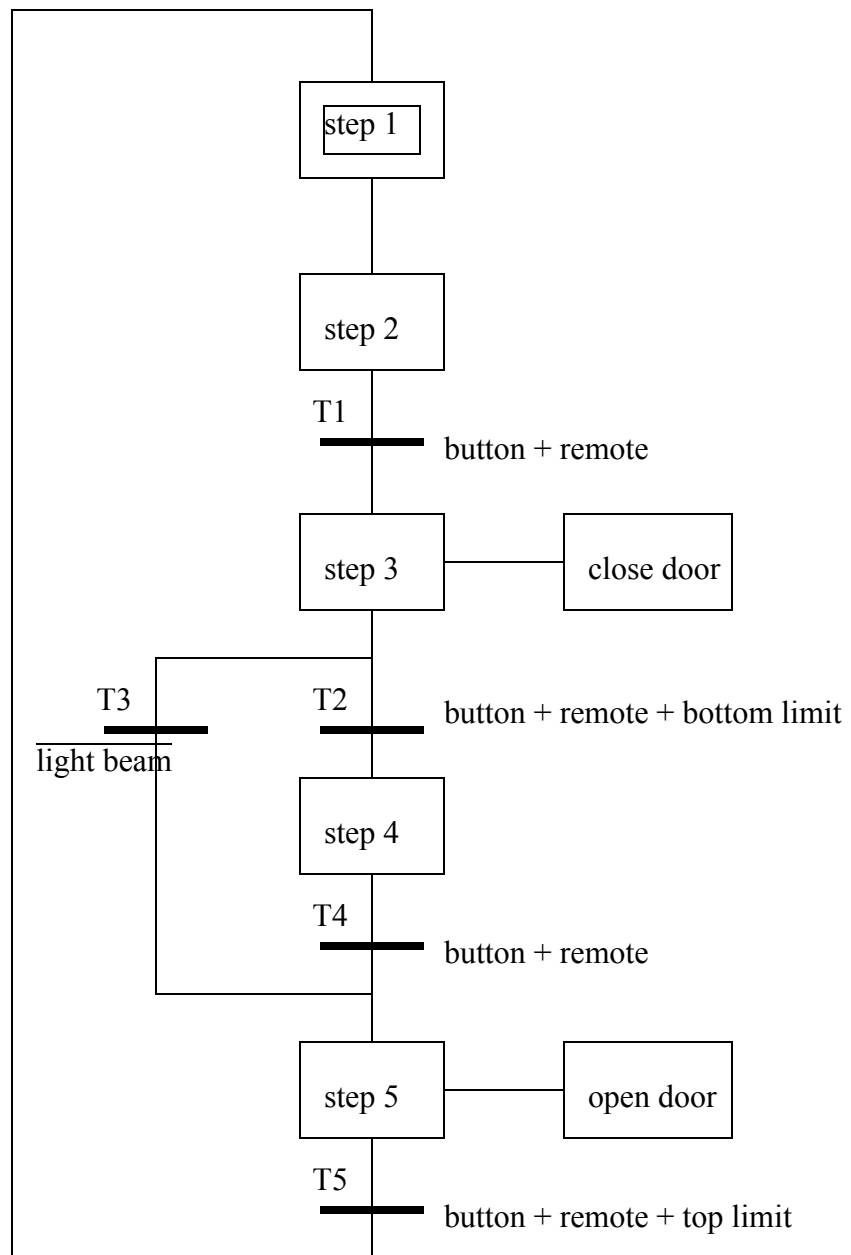 step 1
step 2
T1
button + remote
step 3
close door
T3
T2
button + remote + bottom limit
light beam
step 4
T4
button + remote
step 5
open door
T5
button + remote + top limit